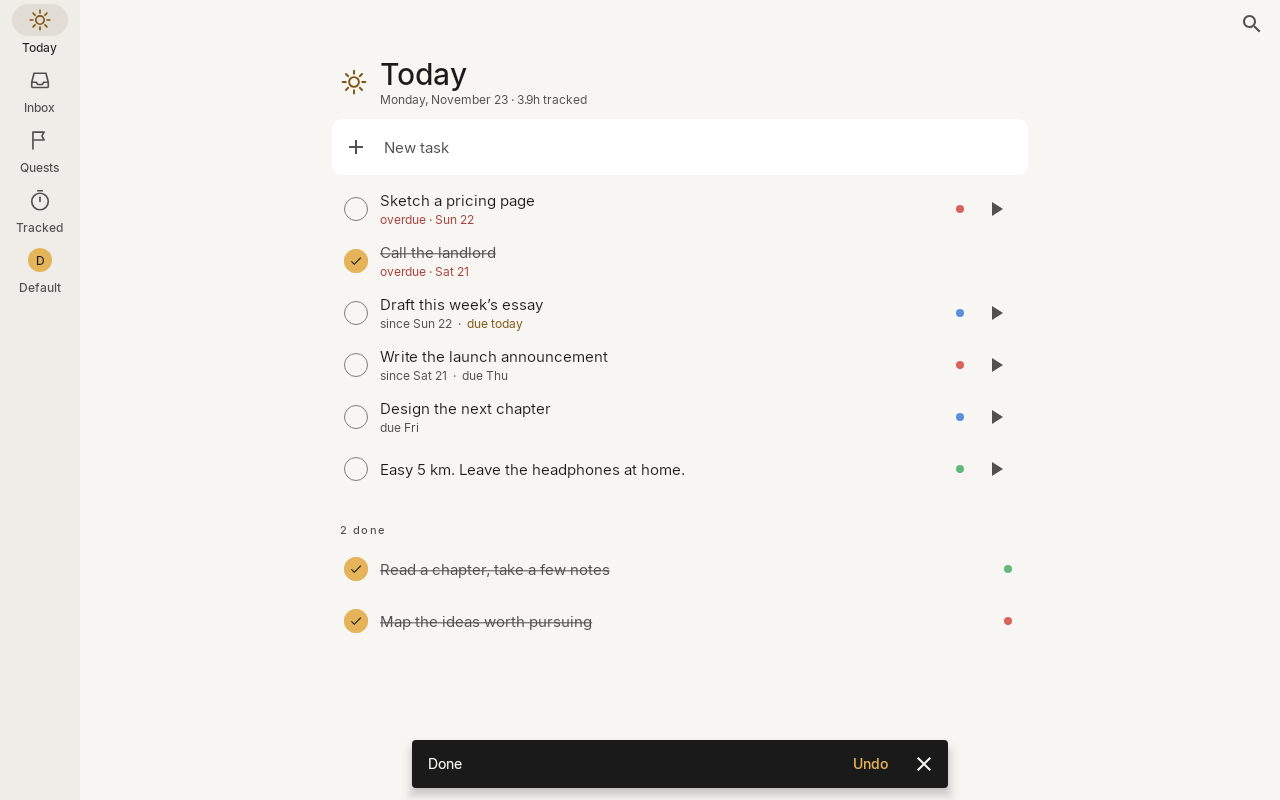 Today
Inbox
Quests
Tracked
D
Default
Today
Monday, November 23 · 3.9h tracked
New task
Sketch a pricing page
overdue · Sun 22
Call the landlord
overdue · Sat 21
Draft this week’s essay
since Sun 22 · due today
Write the launch announcement
since Sat 21 · due Thu
Design the next chapter
due Fri
Easy 5 km. Leave the headphones at home.
2 done
Read a chapter, take a few notes
Map the ideas worth pursuing
Done Undo